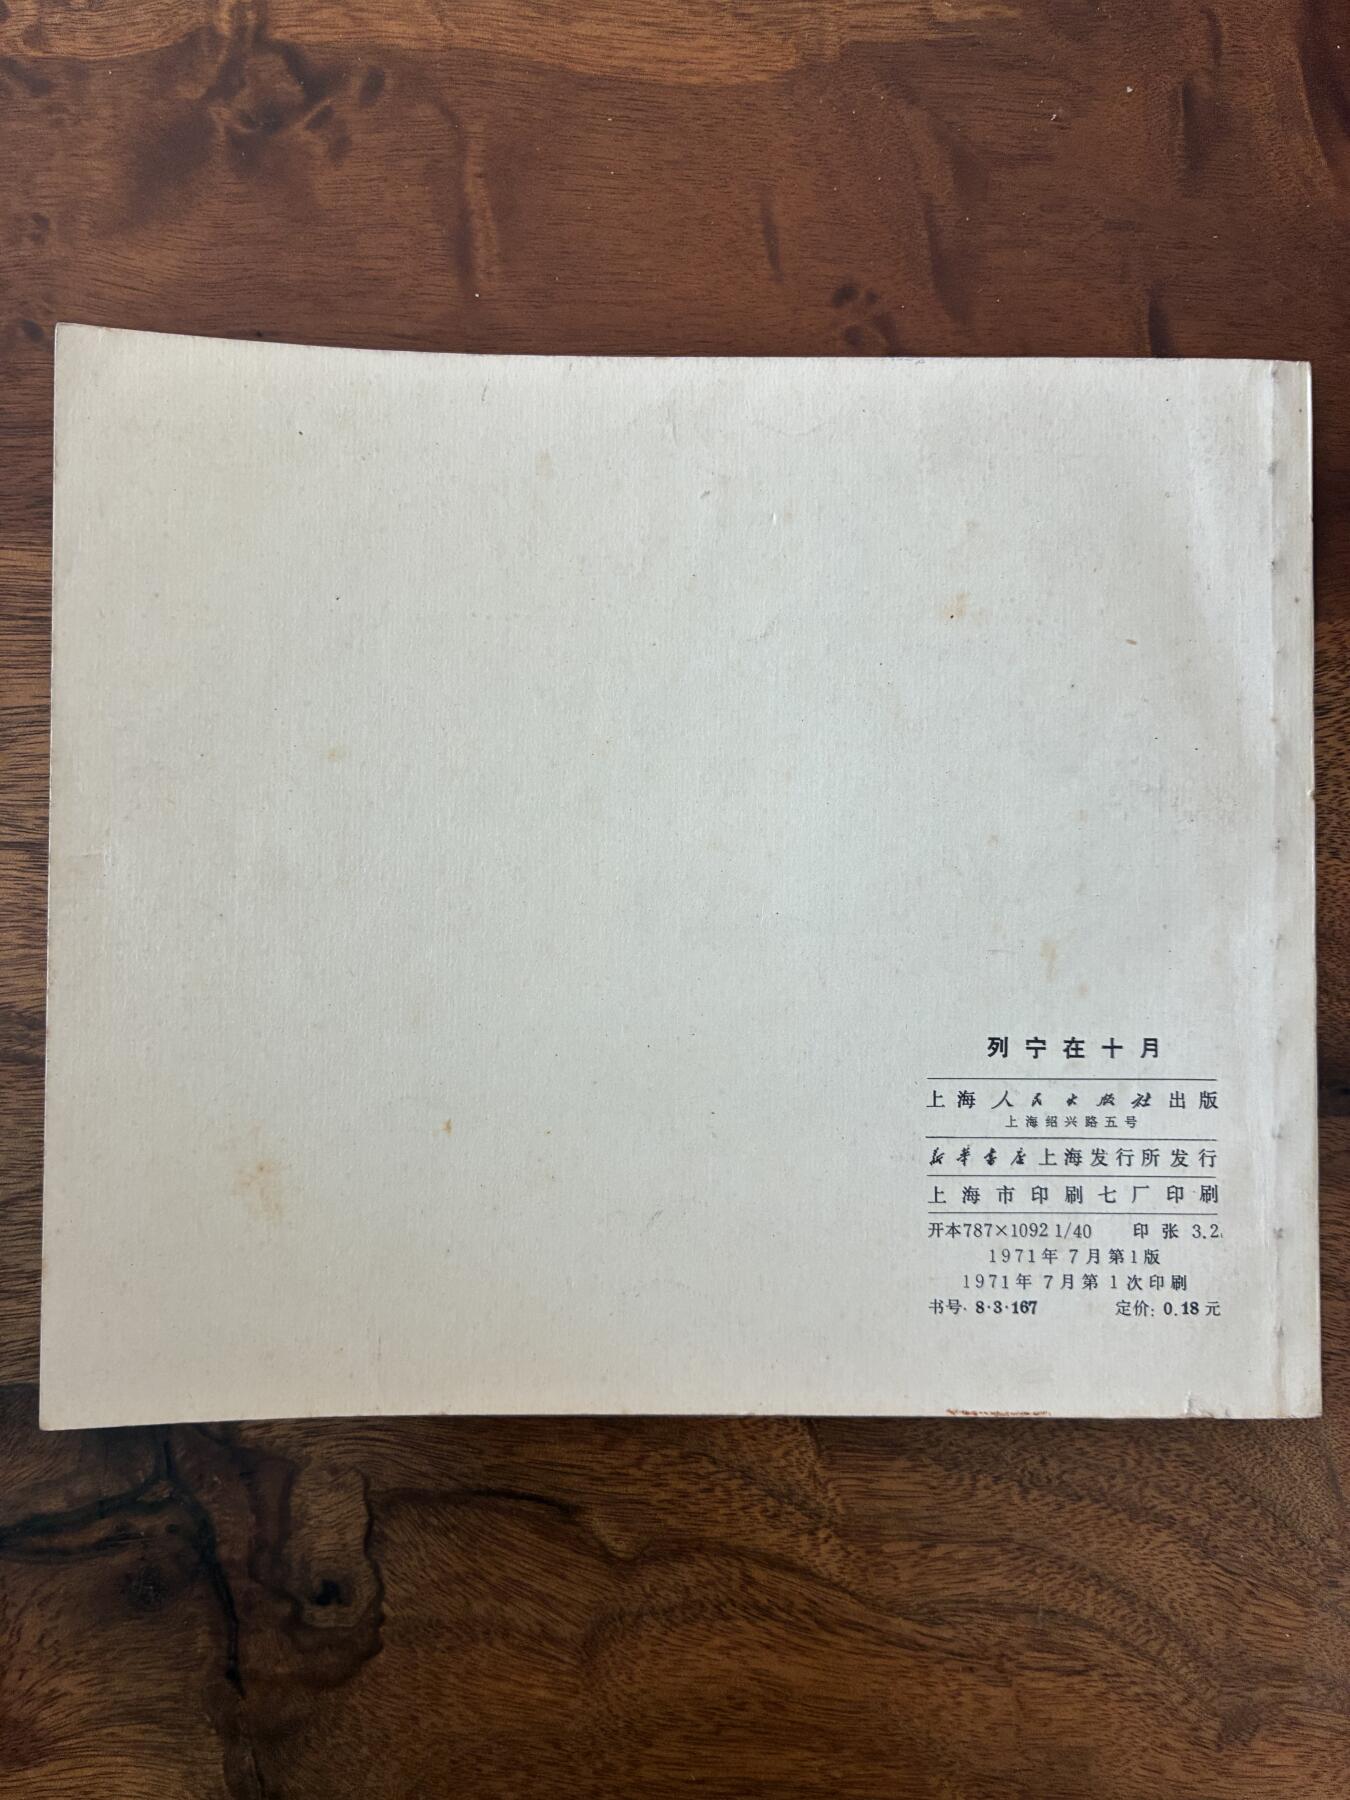 列宁在十月
上海人民出版社出版
上海绍兴路五号
新华书店上海发行所发行
上海市印刷七厂印刷
开本787×1092 1/40 印张 3.2
1971年7月第1版
1971年7月第1次印刷
书号· 8·3·167 定价: 0.18元